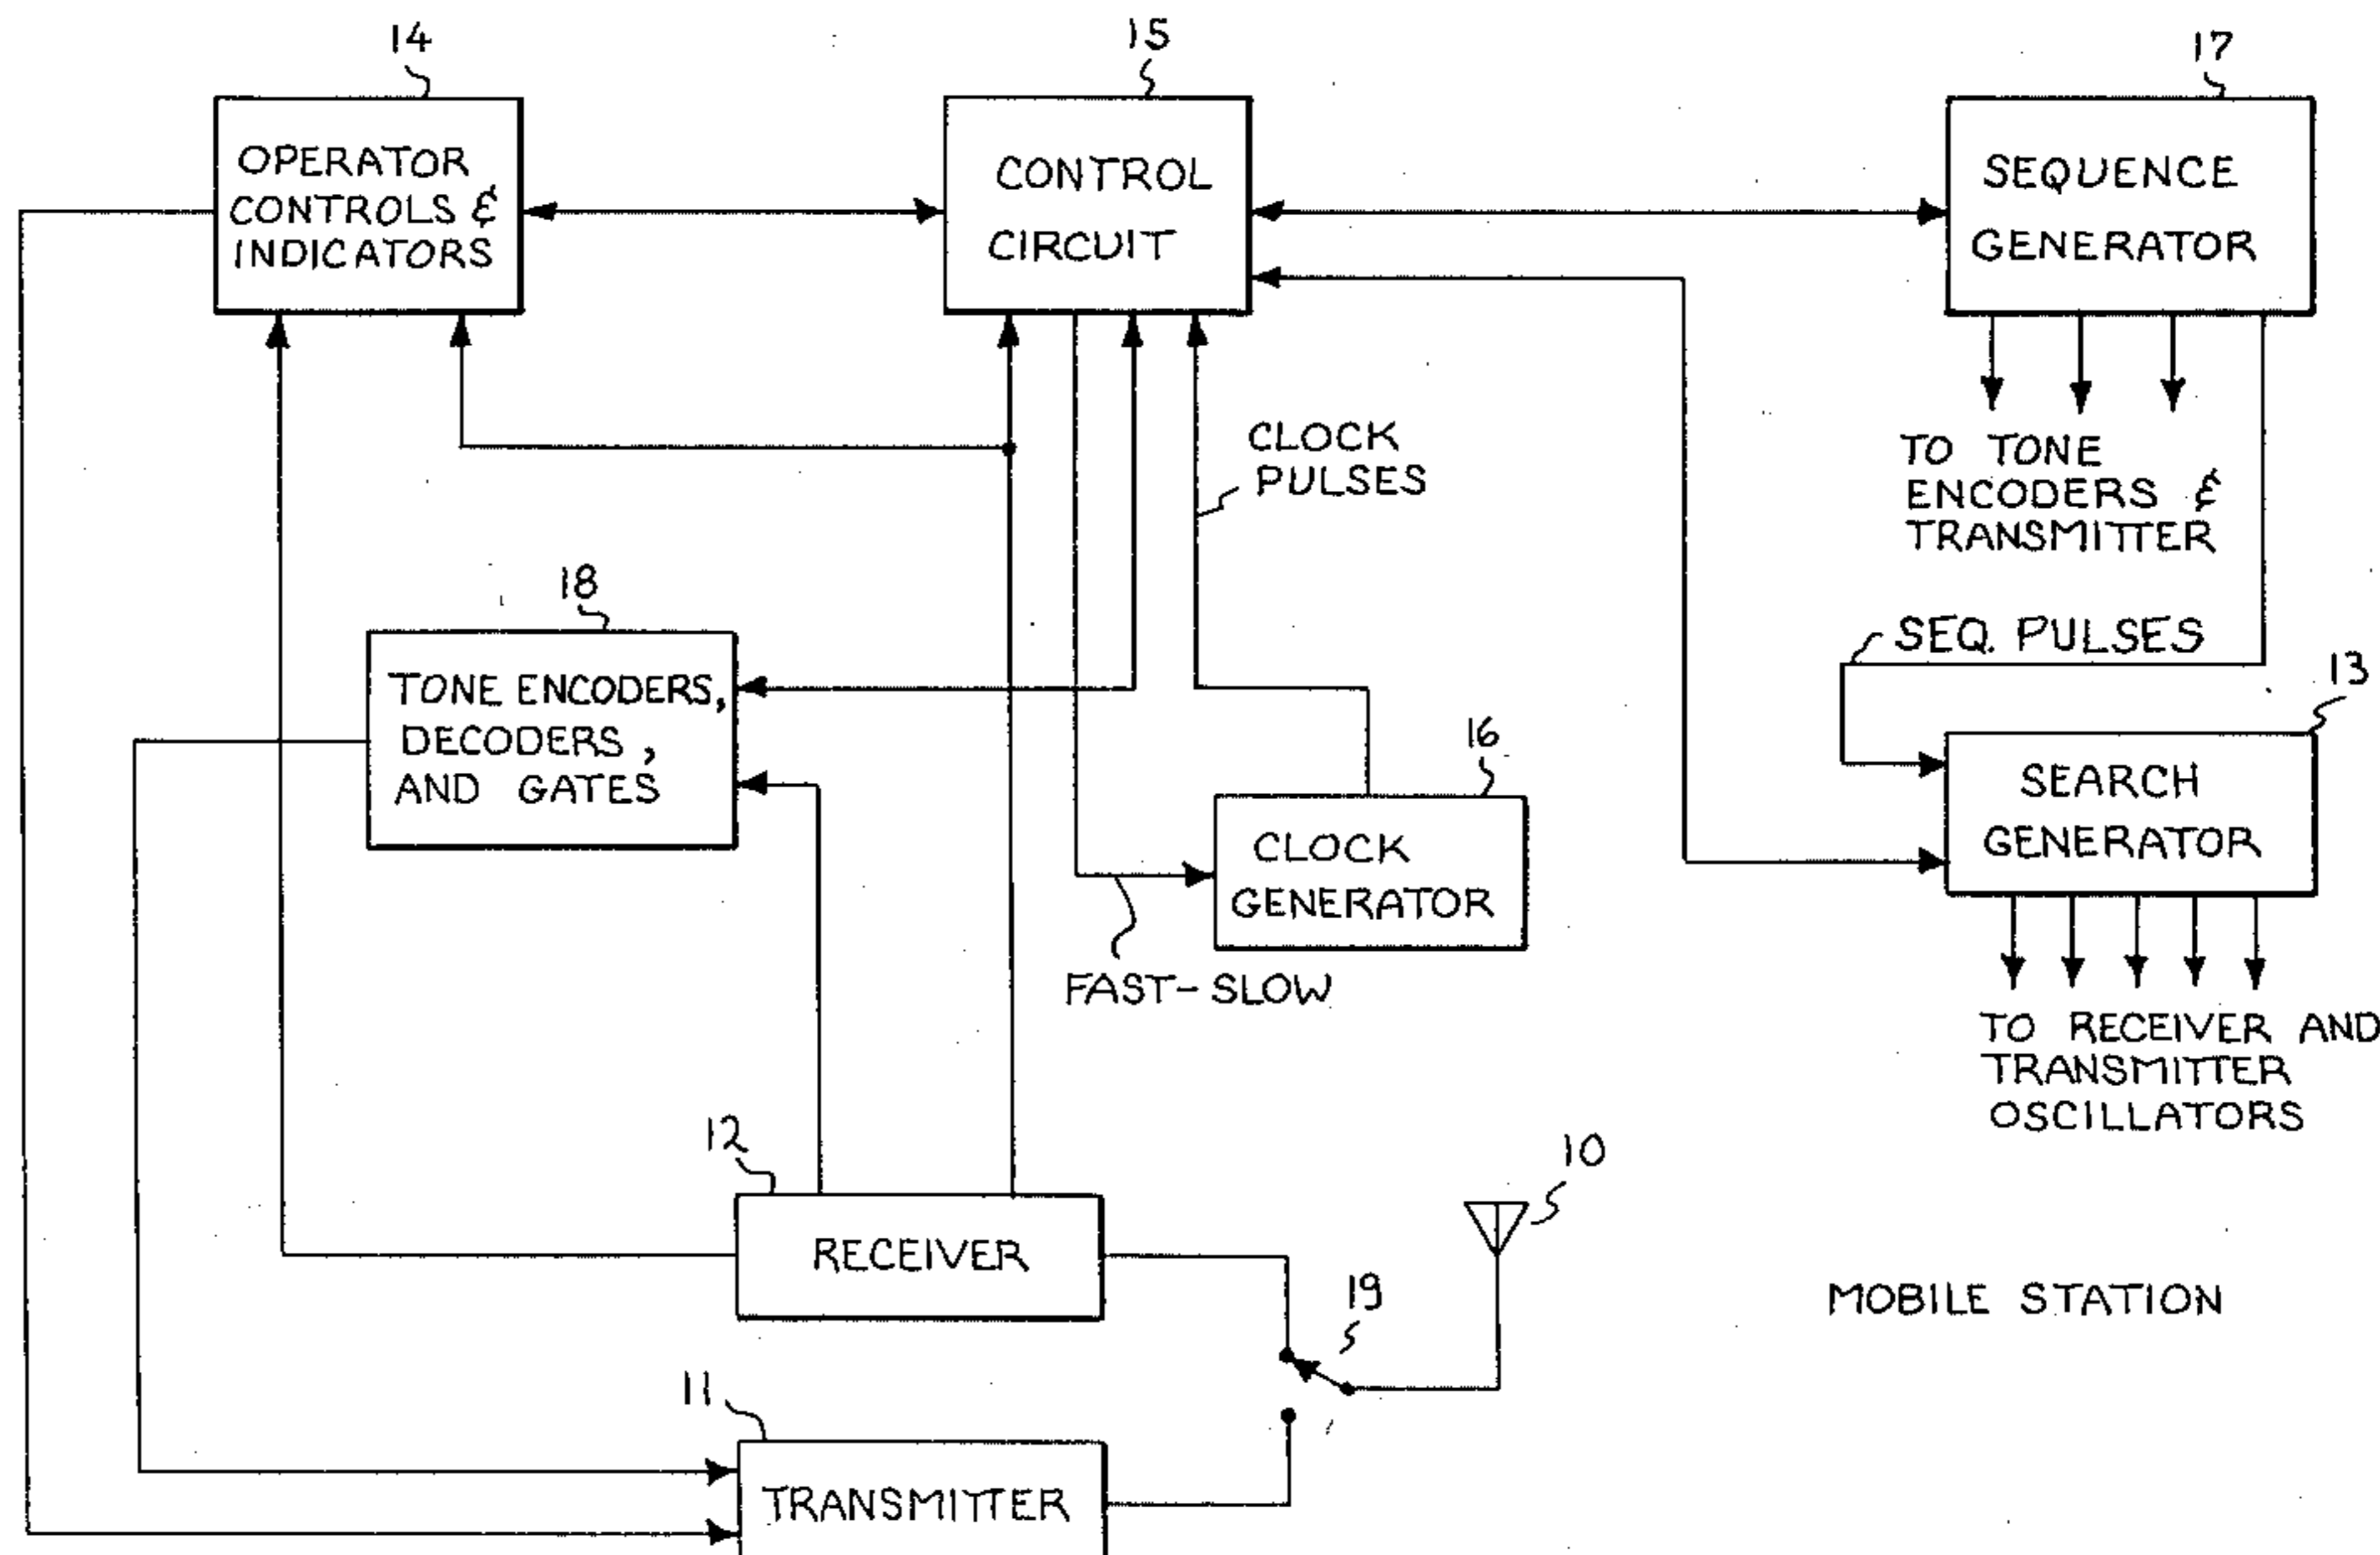 14
15
17
OPERATOR
CONTROLS &
INDICATORS
CONTROL
CIRCUIT
SEQUENCE
GENERATOR
CLOCK
PULSES
TO TONE
ENCODERS &
TRANSMITTER
18
SEQ. PULSES
13
TONE ENCODERS,
DECODERS,
AND GATES
16
CLOCK
GENERATOR
SEARCH
GENERATOR
FAST-SLOW
TO RECEIVER AND
TRANSMITTER
OSCILLATORS
12
10
RECEIVER
19
MOBILE STATION
11
TRANSMITTER